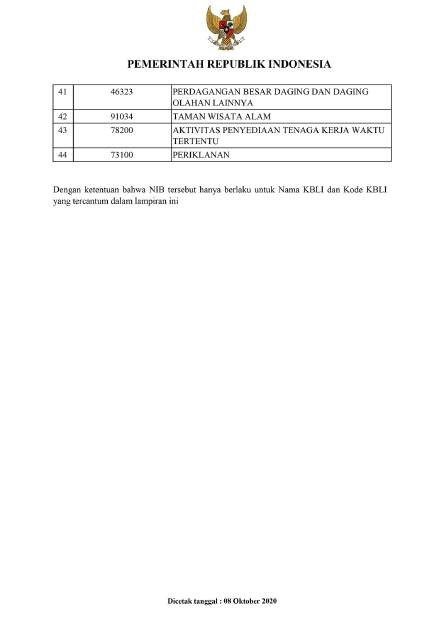 PEMERINTAH REPUBLIK INDONESIA
41 46323 PERDAGANGAN BESAR DAGING DAN DAGING
OLAHAN LAINNYA
42 91034 TAMAN WISATA ALAM
43 78200 AKTIVITAS PENYEDIAAN TENAGA KERJA WAKTU
TERTENTU
44 73100 PERIKLANAN
Dengan ketentuan bahwa NIB tersebut hanya berlaku untuk Nama KBLI dan Kode KBLI
yang tercantum dalam lampiran ini
Dicetak tanggal : 08 Oktober 2020